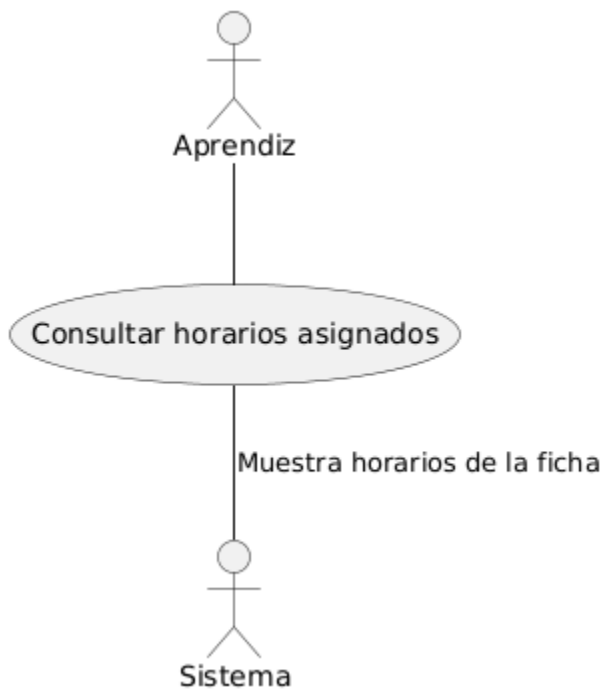 Aprendiz
Consultar horarios asignados
Muestra horarios de la ficha
Sistema